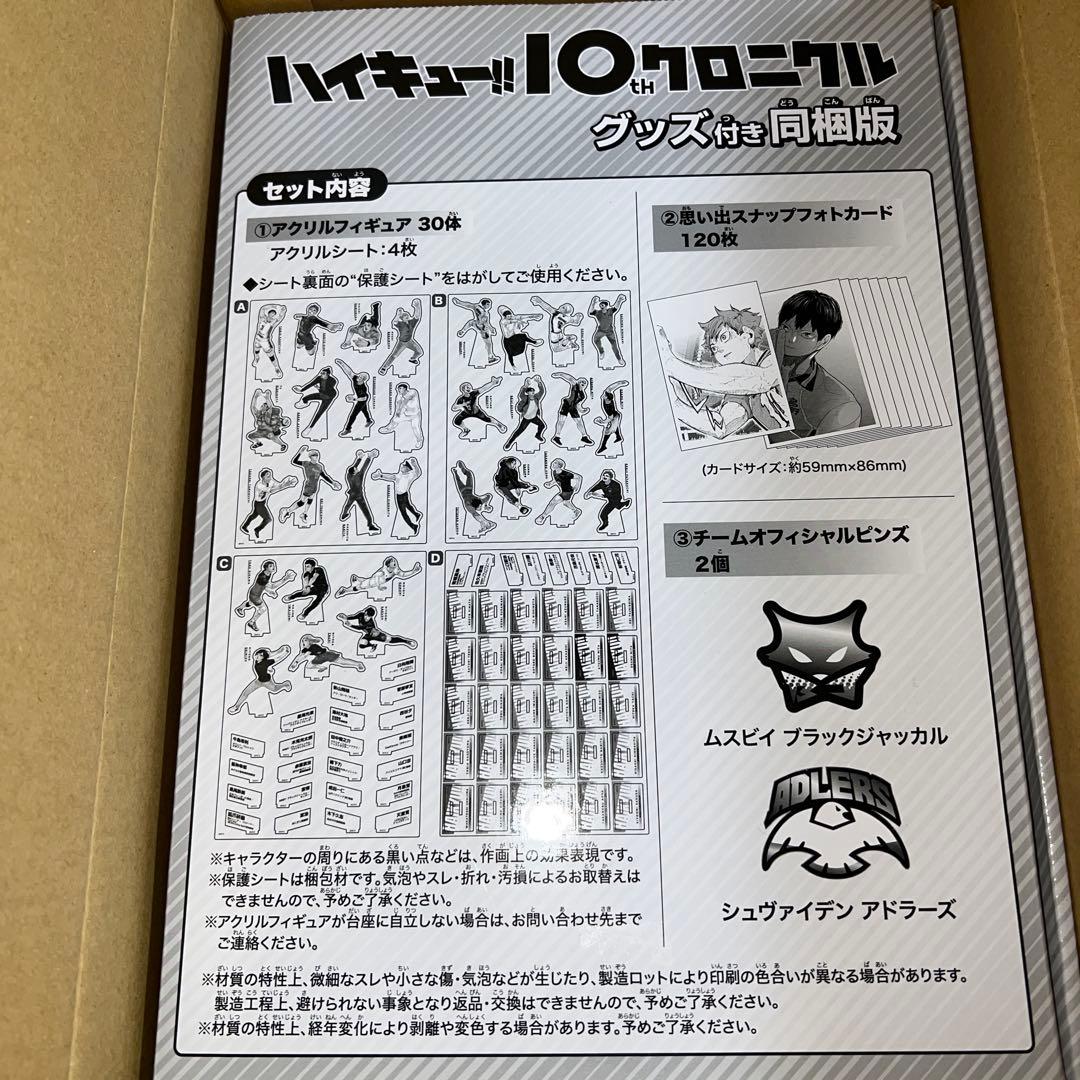 ハイキュー!!10THクロニクル
グッズ付き同梱版
セット内容
①アクリルフィギュア 30体
アクリルシート:4枚
◆シート裏面の“保護シート”をはがしてご使用ください。
A
B
C
D
②思い出スナップフォトカード
120枚
(カードサイズ:約59mm×86mm)
③チームオフィシャルピンズ
2個
ムスビイ ブラックジャッカル
ADLERS
シュヴァイデン アドラーズ
※キャラクターの周りにある黒い点などは、作画上の効果表現です。
※保護シートは梱包材です。気泡やスレ・折れ・汚損によるお取替えは
できませんので、予めご了承ください。
※アクリルフィギュアが台座に自立しない場合は、お問い合わせ先まで
ご連絡ください。
※材質の特性上、微細なスレや小さな傷・気泡などが生じたり、製造ロットにより印刷の色合いが異なる場合があります。
製造工程上、避けられない事象となり返品・交換はできませんので、予めご了承ください。
※材質の特性上、経年変化により剥離や変色する場合があります。予めご了承ください。